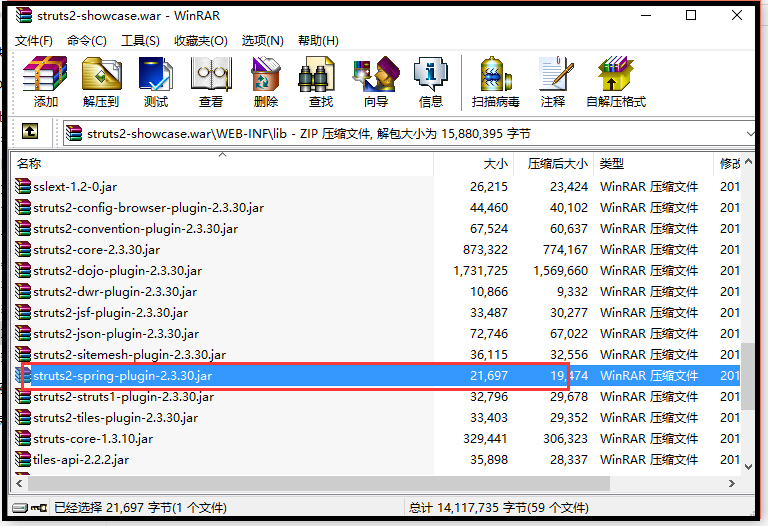 struts2-showcase.war - WinRAR
文件(F) 命令(C) 工具(S) 收藏夹(O) 选项(N) 帮助(H)
添加 解压到 测试 查看 删除 查找 向导 信息 扫描病毒 注释 自解压格式
struts2-showcase.war\WEB-INF\lib - ZIP 压缩文件, 解包大小为 15,880,395 字节
名称 大小 压缩后大小 类型 修改
sslext-1.2-0.jar 26,215 23,424 WinRAR 压缩文件 201
struts2-config-browser-plugin-2.3.30.jar 44,460 40,102 WinRAR 压缩文件 201
struts2-convention-plugin-2.3.30.jar 67,524 60,637 WinRAR 压缩文件 201
struts2-core-2.3.30.jar 873,322 774,167 WinRAR 压缩文件 201
struts2-dojo-plugin-2.3.30.jar 1,731,725 1,569,660 WinRAR 压缩文件 201
struts2-dwr-plugin-2.3.30.jar 10,866 9,332 WinRAR 压缩文件 201
struts2-jsf-plugin-2.3.30.jar 33,487 30,277 WinRAR 压缩文件 201
struts2-json-plugin-2.3.30.jar 72,746 67,022 WinRAR 压缩文件 201
struts2-sitemesh-plugin-2.3.30.jar 36,115 32,556 WinRAR 压缩文件 201
struts2-spring-plugin-2.3.30.jar 21,697 19,474 WinRAR 压缩文件 201
struts2-struts1-plugin-2.3.30.jar 32,796 29,678 WinRAR 压缩文件 201
struts2-tiles-plugin-2.3.30.jar 33,403 29,352 WinRAR 压缩文件 201
struts-core-1.3.10.jar 329,441 306,323 WinRAR 压缩文件 201
tiles-api-2.2.2.jar 35,898 28,337 WinRAR 压缩文件 201
已经选择 21,697 字节(1 个文件) 总计 14,117,735 字节(59 个文件)